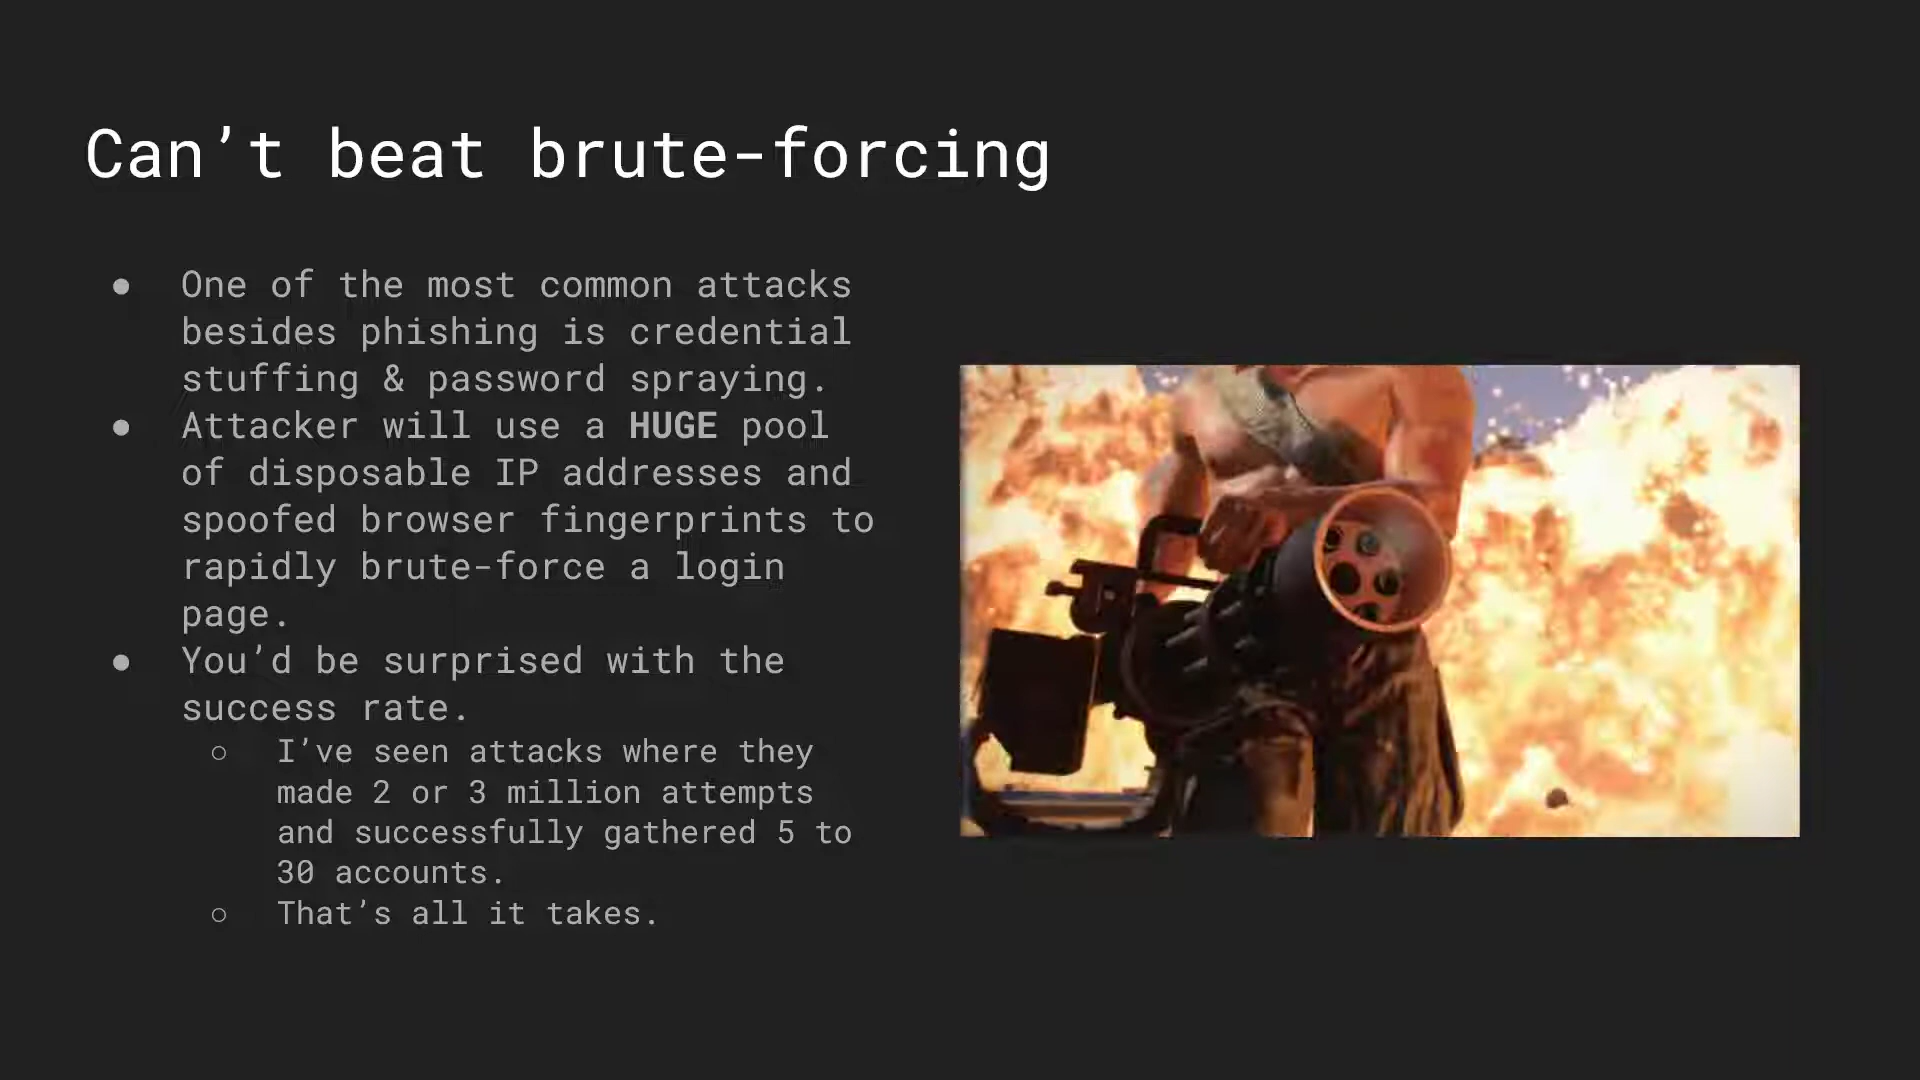 Can’t beat brute-forcing
● One of the most common attacks
besides phishing is credential
stuffing & password spraying.
● Attacker will use a HUGE pool
of disposable IP addresses and
spoofed browser fingerprints to
rapidly brute-force a login
page.
● You’d be surprised with the
success rate.
○ I’ve seen attacks where they
made 2 or 3 million attempts
and successfully gathered 5 to
30 accounts.
○ That’s all it takes.